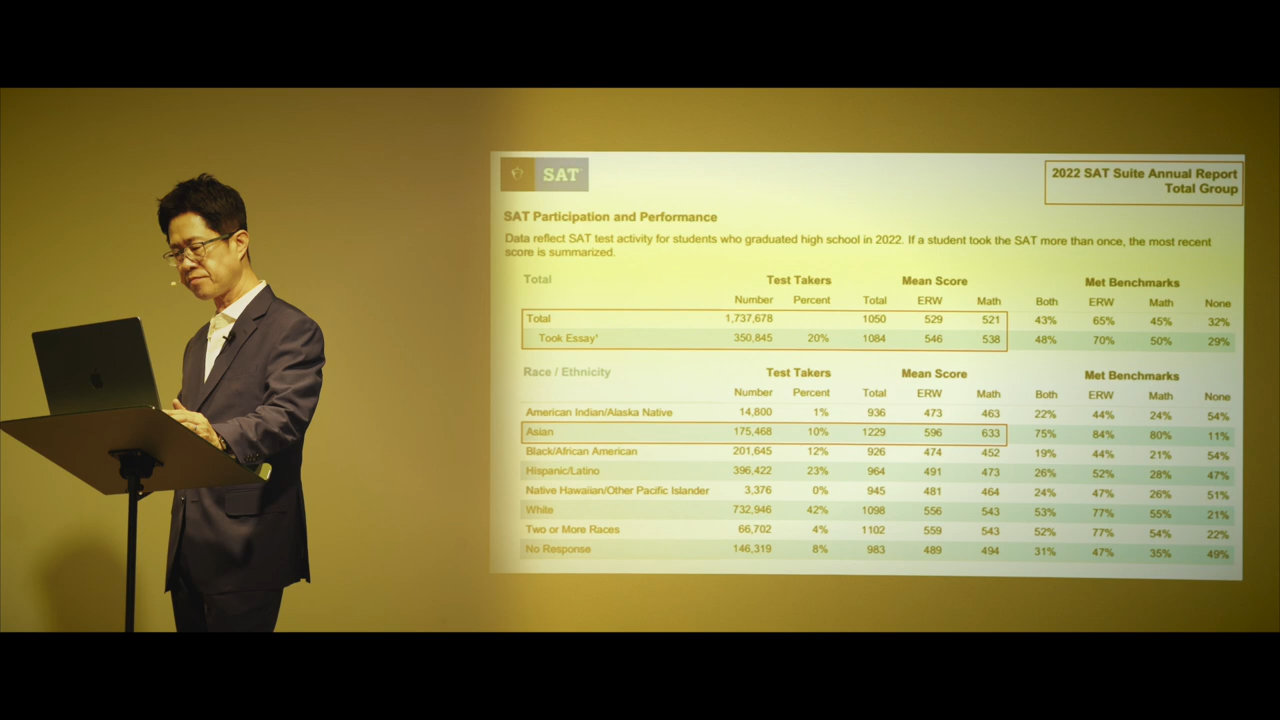 SAT
2022 SAT Suite Annual Report
Total Group
SAT Participation and Performance
Data reflect SAT test activity for students who graduated high school in 2022. If a student took the SAT more than once, the most recent
score is summarized.
Total Test Takers Mean Score Met Benchmarks
Number Percent Total ERW Math Both ERW Math None
Total 1,737,678 1050 529 521 43% 65% 45% 32%
Took Essay¹ 350,845 20% 1084 546 538 48% 70% 50% 29%
Race / Ethnicity Test Takers Mean Score Met Benchmarks
Number Percent Total ERW Math Both ERW Math None
American Indian/Alaska Native 14,800 1% 936 473 463 22% 44% 24% 54%
Asian 175,468 10% 1229 596 633 75% 84% 80% 11%
Black/African American 201,645 12% 926 474 452 19% 44% 21% 54%
Hispanic/Latino 396,422 23% 964 491 473 26% 52% 28% 47%
Native Hawaiian/Other Pacific Islander 3,376 0% 945 481 464 24% 47% 26% 51%
White 732,946 42% 1098 556 543 53% 77% 55% 21%
Two or More Races 66,702 4% 1102 559 543 52% 77% 54% 22%
No Response 146,319 8% 983 489 494 31% 47% 35% 49%